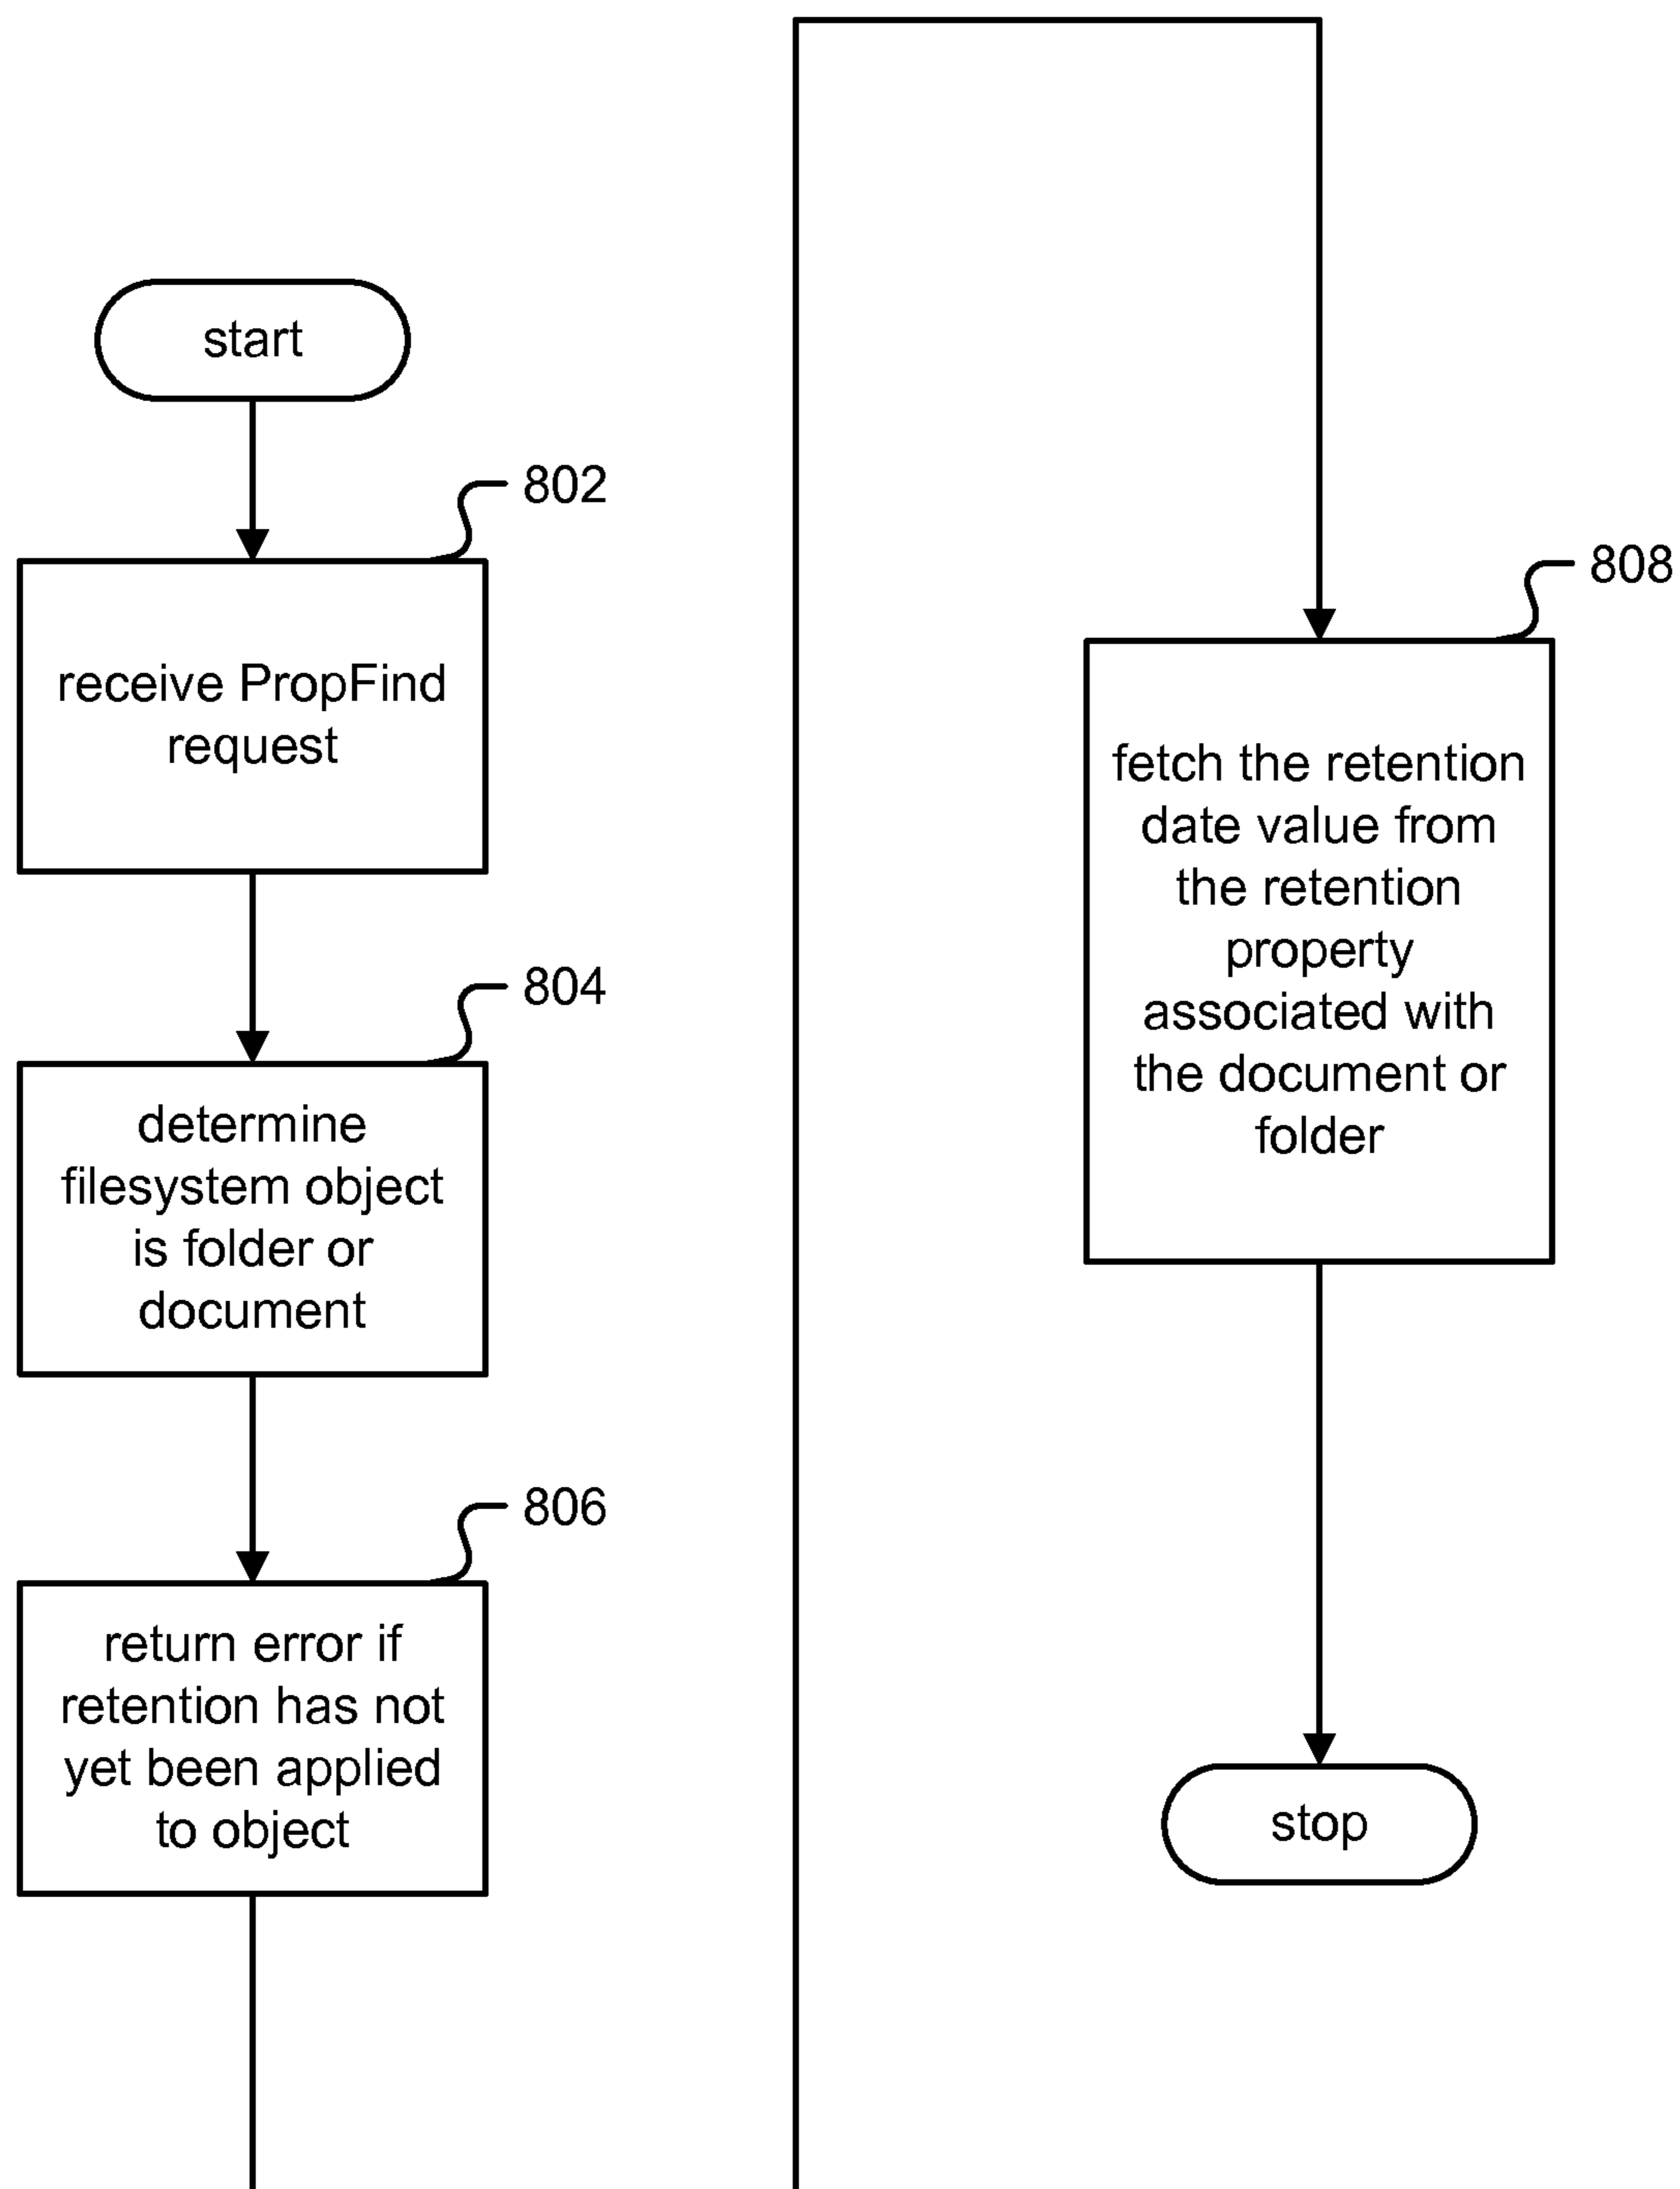 start
802
receive PropFind
request
804
determine
filesystem object
is folder or
document
806
return error if
retention has not
yet been applied
to object
808
fetch the retention
date value from
the retention
property
associated with
the document or
folder
stop